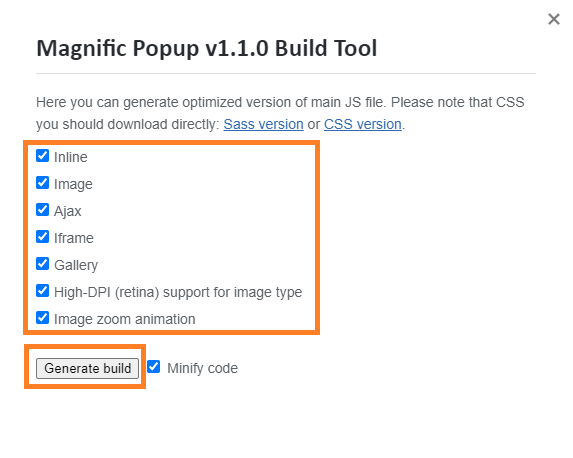 Magnific Popup v1.1.0 Build Tool
Here you can generate optimized version of main JS file. Please note that CSS
you should download directly: Sass version or CSS version.
Inline
Image
Ajax
Iframe
Gallery
High-DPI (retina) support for image type
Image zoom animation
Generate build Minify code